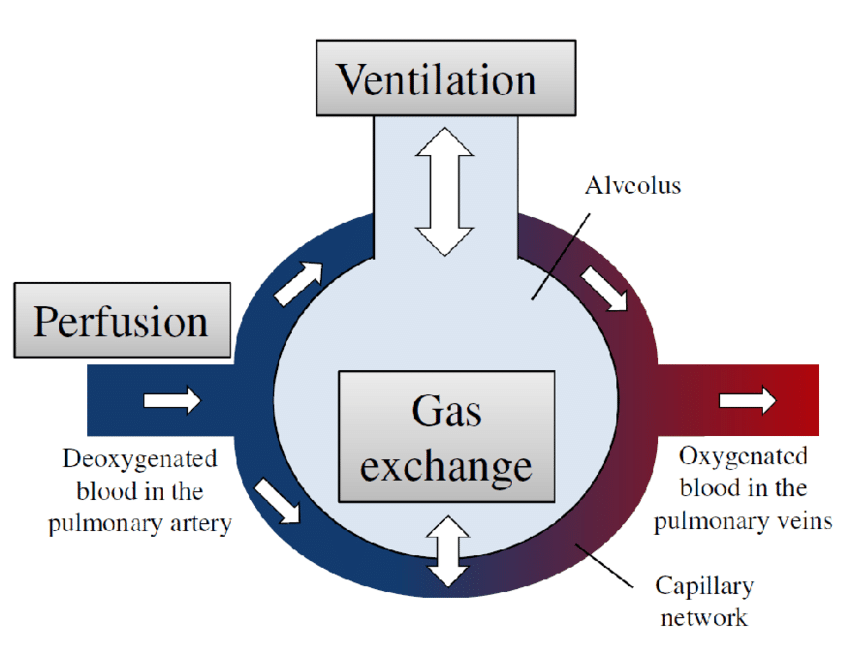 Ventilation
Alveolus
Perfusion
Gas
exchange
Deoxygenated
blood in the
pulmonary artery
Oxygenated
blood in the
pulmonary veins
Capillary
network